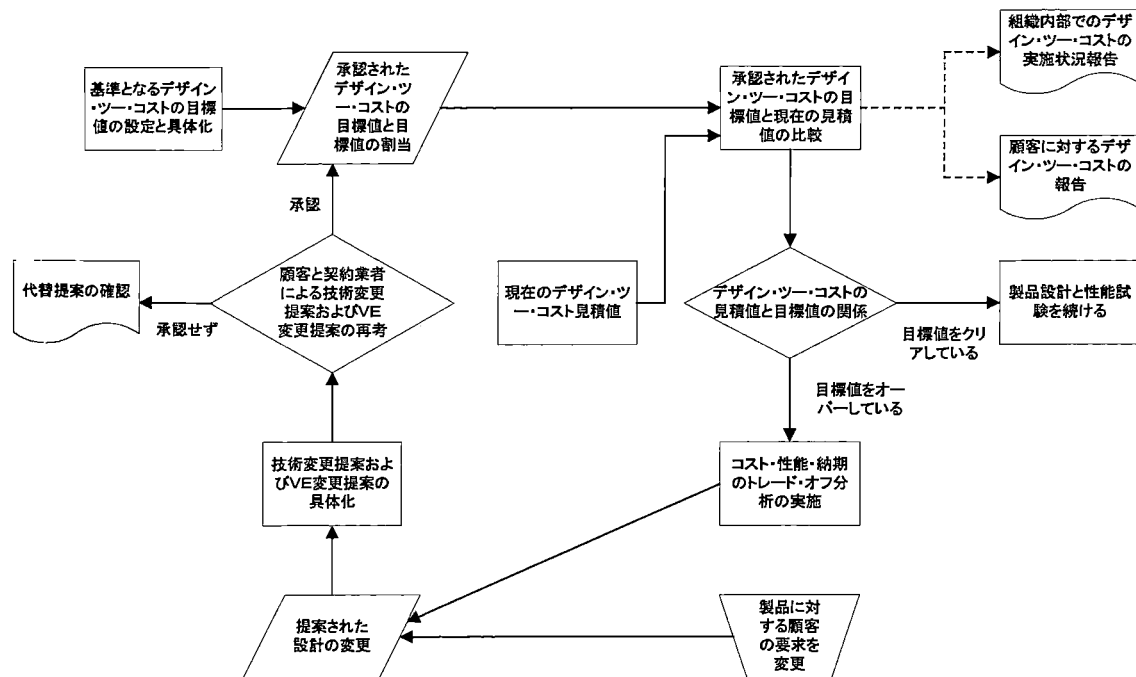 基準となるデザイン
・ツー・コストの目標
値の設定と具体化
承認された
デザイン・ツ
ー・コストの
目標値と目
標値の割当
承認されたデザイ
ン・ツー・コストの目
標値と現在の見積
値の比較
組織内部でのデ
ザイン・ツー・コストの
実施状況報告
顧客に対するデザ
イン・ツー・コストの
報告
承認
代替提案の確認
承認せず
顧客と契約業者
による技術変更
提案およびVE
変更提案の再考
現在のデザイン・ツ
ー・コスト見積値
デザイン・ツー・コストの
見積値と目標値の関係
製品設計と性能試
験を続ける
目標値をクリ
アしている
目標値をオー
バーしている
技術変更提案およ
びVE変更提案の
具体化
コスト・性能・納期
のトレード・オフ分
析の実施
提案された
設計の変更
製品に対
する顧客
の要求を
変更